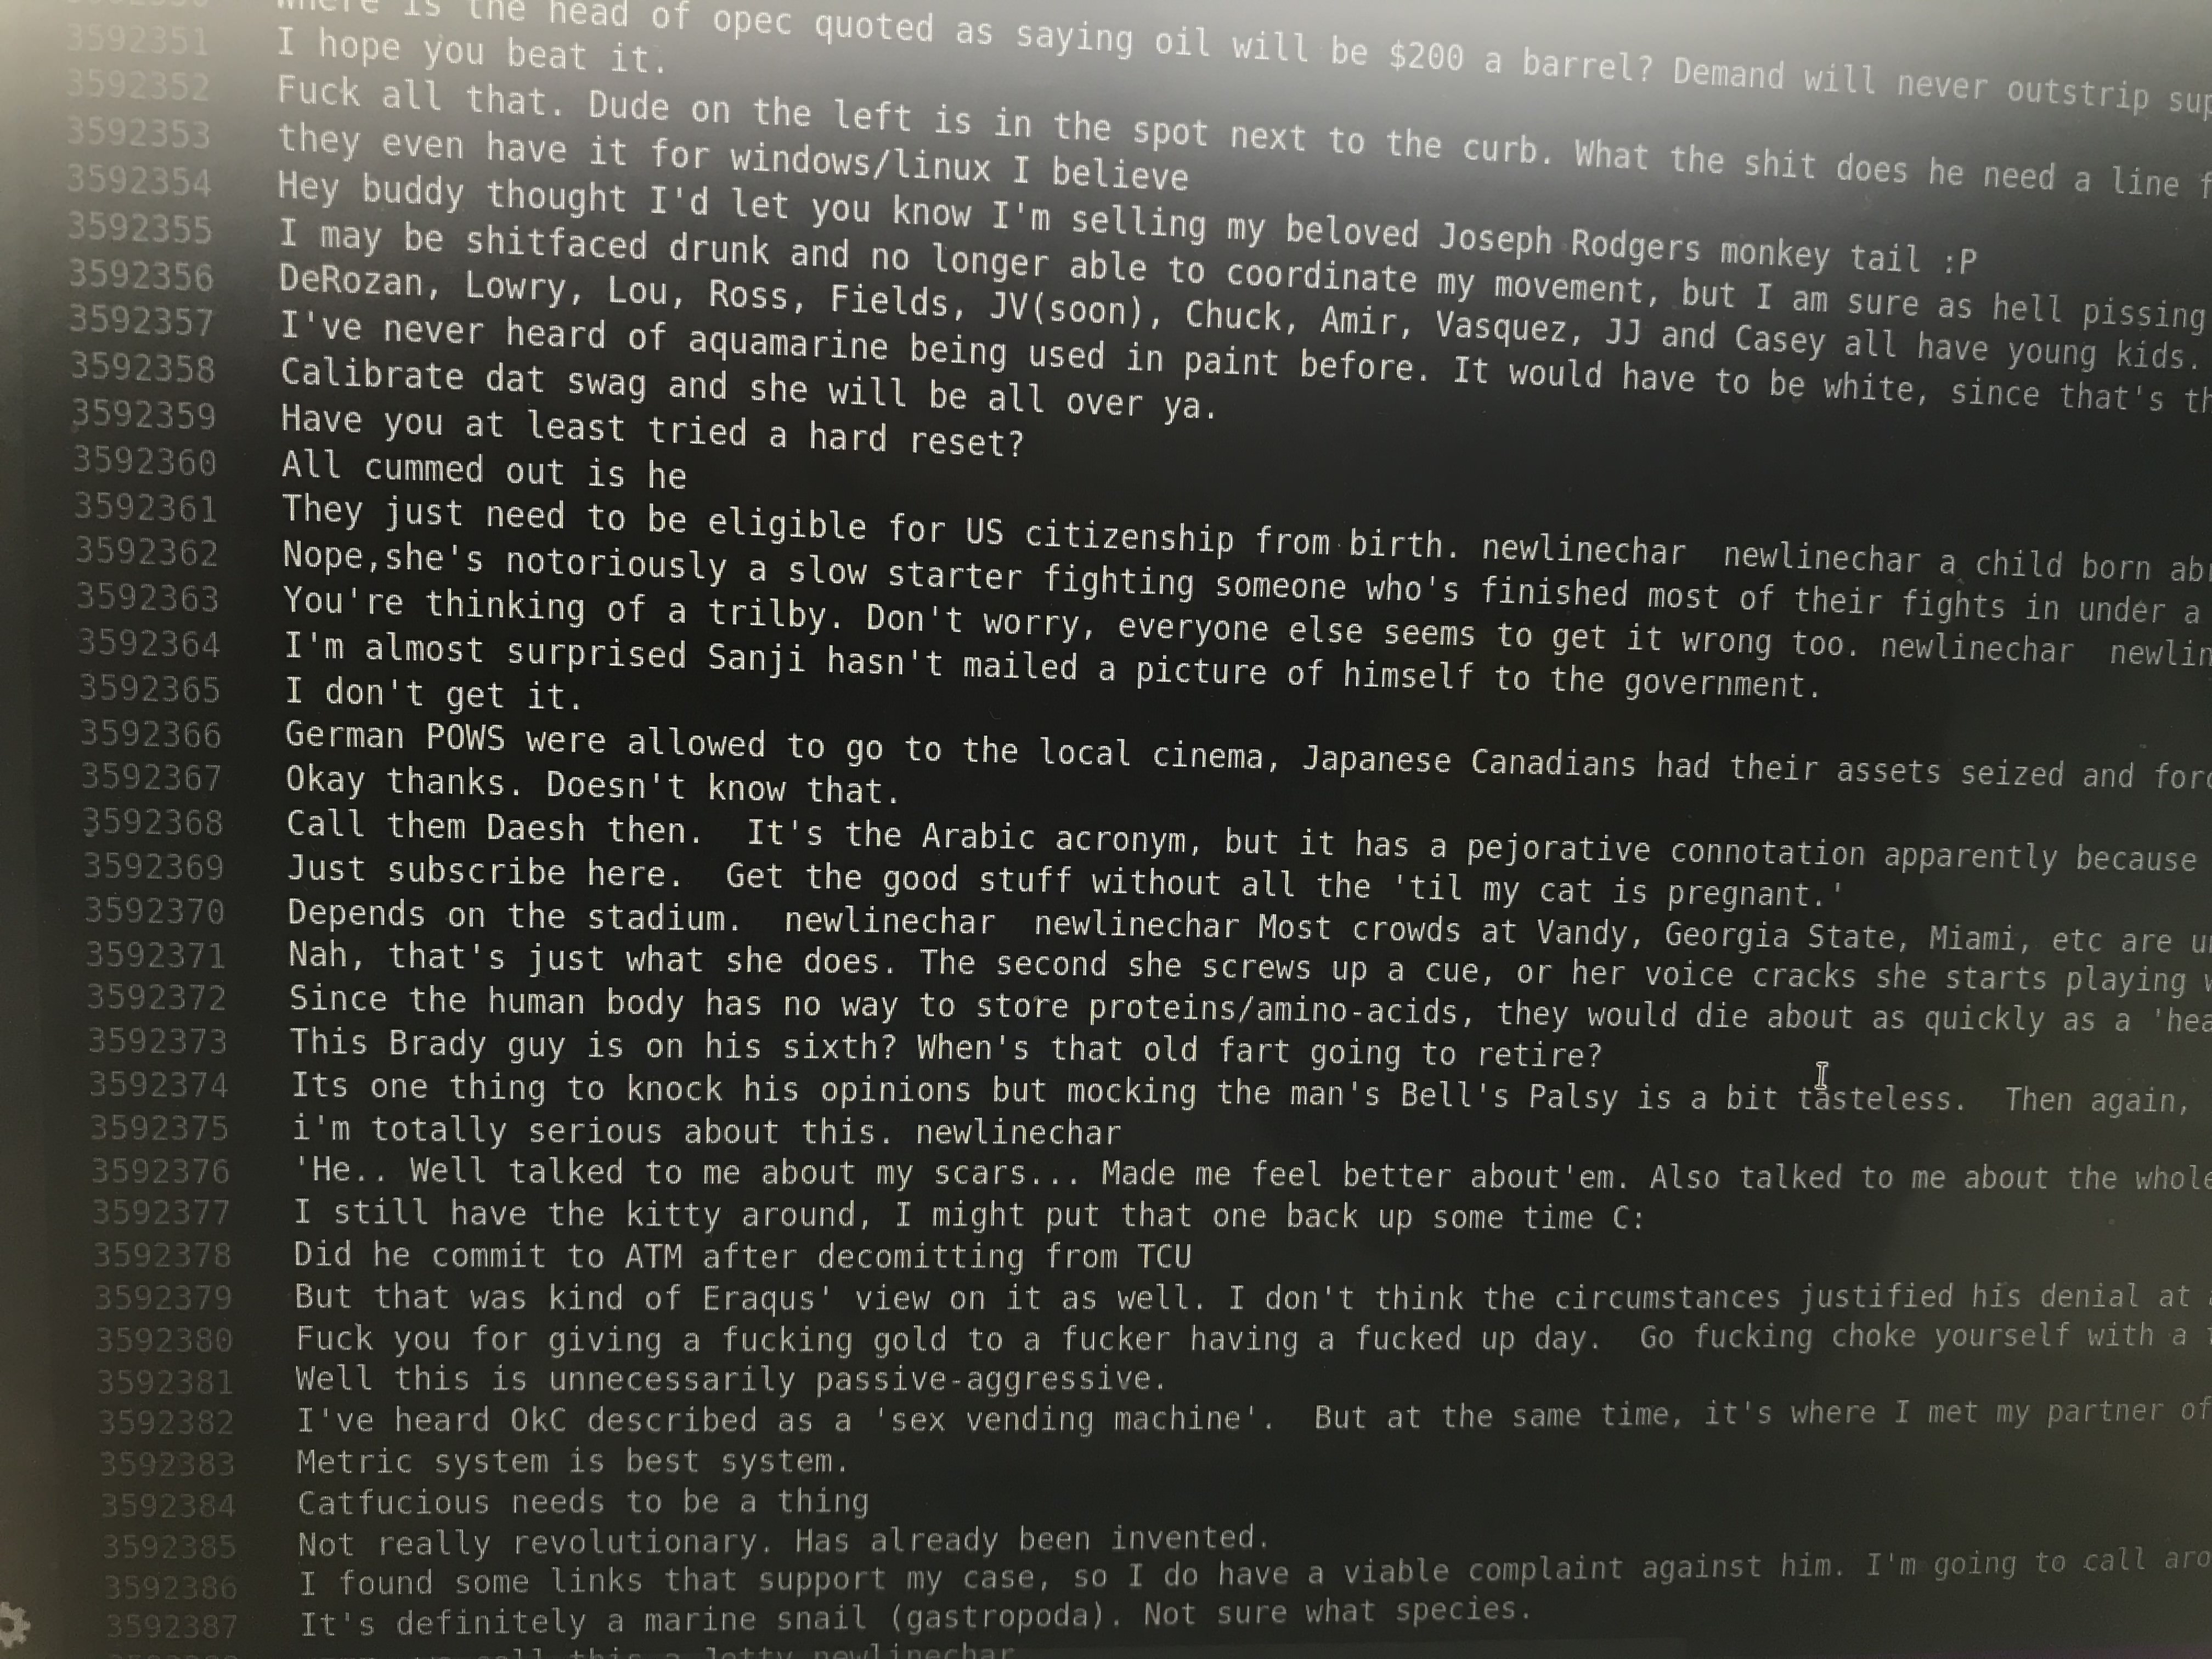 Where is the head of opec quoted as saying oil will be $200 a barrel? Demand will never outstrip sup
3592351 I hope you beat it.
3592352 Fuck all that. Dude on the left is in the spot next to the curb. What the shit does he need a line f
3592353 they even have it for windows/linux I believe
3592354 Hey buddy thought I'd let you know I'm selling my beloved Joseph Rodgers monkey tail :P
3592355 I may be shitfaced drunk and no longer able to coordinate my movement, but I am sure as hell pissing
3592356 DeRozan, Lowry, Lou, Ross, Fields, JV(soon), Chuck, Amir, Vasquez, JJ and Casey all have young kids.
3592357 I've never heard of aquamarine being used in paint before. It would have to be white, since that's th
3592358 Calibrate dat swag and she will be all over ya.
3592359 Have you at least tried a hard reset?
3592360 All cummed out is he
3592361 They just need to be eligible for US citizenship from birth. newlinechar  newlinechar a child born abr
3592362 Nope,she's notoriously a slow starter fighting someone who's finished most of their fights in under a
3592363 You're thinking of a trilby. Don't worry, everyone else seems to get it wrong too. newlinechar  newlin
3592364 I'm almost surprised Sanji hasn't mailed a picture of himself to the government.
3592365 I don't get it.
3592366 German POWS were allowed to go to the local cinema, Japanese Canadians had their assets seized and forc
3592367 Okay thanks. Doesn't know that.
3592368 Call them Daesh then.  It's the Arabic acronym, but it has a pejorative connotation apparently because
3592369 Just subscribe here.  Get the good stuff without all the 'til my cat is pregnant.'
3592370 Depends on the stadium.  newlinechar  newlinechar Most crowds at Vandy, Georgia State, Miami, etc are un
3592371 Nah, that's just what she does. The second she screws up a cue, or her voice cracks she starts playing w
3592372 Since the human body has no way to store proteins/amino-acids, they would die about as quickly as a 'hea
3592373 This Brady guy is on his sixth? When's that old fart going to retire?
3592374 Its one thing to knock his opinions but mocking the man's Bell's Palsy is a bit tasteless.  Then again,
3592375 i'm totally serious about this. newlinechar
3592376 'He.. Well talked to me about my scars... Made me feel better about'em. Also talked to me about the whole
3592377 I still have the kitty around, I might put that one back up some time C:
3592378 Did he commit to ATM after decomitting from TCU
3592379 But that was kind of Eraqus' view on it as well. I don't think the circumstances justified his denial at
3592380 Fuck you for giving a fucking gold to a fucker having a fucked up day.  Go fucking choke yourself with a
3592381 Well this is unnecessarily passive-aggressive.
3592382 I've heard OkC described as a 'sex vending machine'.  But at the same time, it's where I met my partner of
3592383 Metric system is best system.
3592384 Catfucious needs to be a thing
3592385 Not really revolutionary. Has already been invented.
3592386 I found some links that support my case, so I do have a viable complaint against him. I'm going to call aro
3592387 It's definitely a marine snail (gastropoda). Not sure what species.
call this a lotty newlinechar